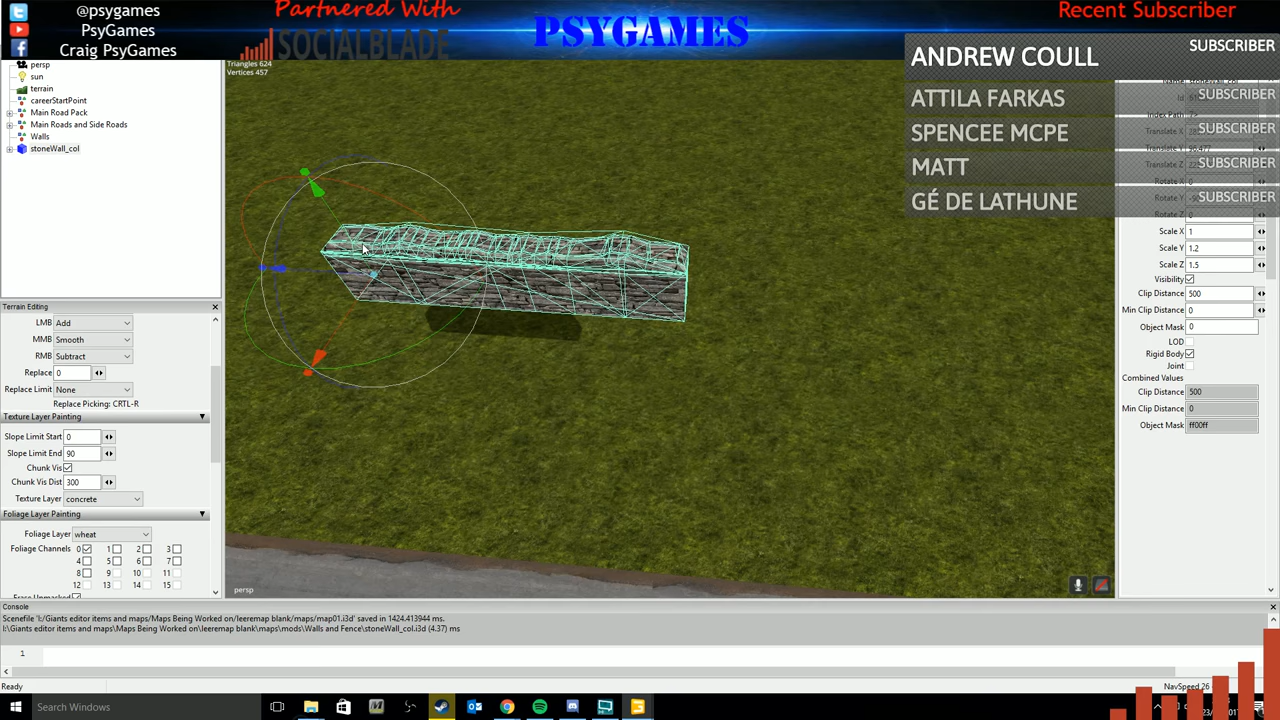 @psygames
PsyGames
Craig PsyGames
Partnered With
SOCIALBLADE
PSYGAMES
Recent Subscriber
ANDREW COULL SUBSCRIBER
ATTILA FARKAS SUBSCRIBER
SPENCEE MCPE SUBSCRIBER
MATT SUBSCRIBER
GÉ DE LATHUNE SUBSCRIBER
persp
sun
terrain
careerStartPoint
Main Road Pack
Main Roads and Side Roads
Walls
stoneWall_col
Triangles 624
Vertices 457
Terrain Editing
LMB Add
MMB Smooth
RMB Subtract
Replace 0
Replace Limit None
Replace Picking: CRTL-R
Texture Layer Painting
Slope Limit Start 0
Slope Limit End 90
Chunk Vis
Chunk Vis Dist 300
Texture Layer concrete
Foliage Layer Painting
Foliage Layer wheat
Foliage Channels 0 1 2 3
4 5 6 7
8 9 10 11
12 13 14 15
persp
Translate X
Translate Y
Translate Z
Rotate X
Rotate Y
Rotate Z 0
Scale X 1
Scale Y 1.2
Scale Z 1.5
Visibility
Clip Distance 500
Min Clip Distance 0
Object Mask 0
LOD
Rigid Body
Joint
Combined Values
Clip Distance 500
Min Clip Distance 0
Object Mask ff00ff
Console
Scenefile 'I:/Giants editor items and maps/Maps Being Worked on/leeremap blank/maps/map01.i3d' saved in 1424.413944 ms
I:\Giants editor items and maps\Maps Being Worked on\leeremap blank\maps\mods\Walls and Fence\stoneWall_col.i3d (4.37) ms
1
Ready
NavSpeed 26
Search Windows